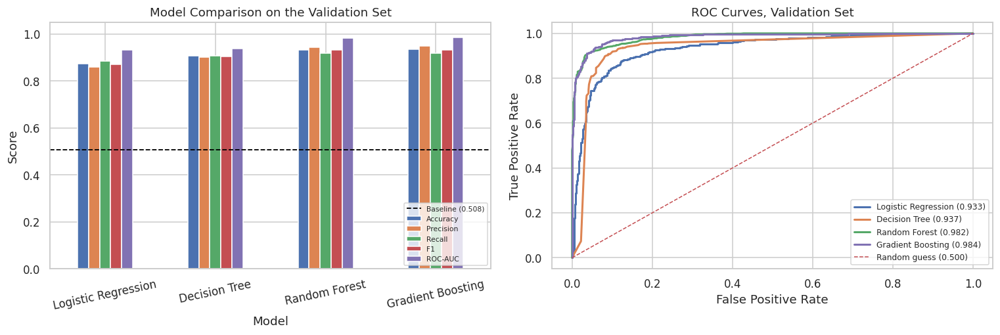 Model Comparison on the Validation Set
1.0
0.8
0.6
0.4
0.2
0.0
Score
Baseline (0.508)
Accuracy
Precision
Recall
F1
ROC-AUC
Logistic Regression
Decision Tree
Random Forest
Gradient Boosting
Model
ROC Curves, Validation Set
1.0
0.8
0.6
0.4
0.2
0.0
True Positive Rate
Logistic Regression (0.933)
Decision Tree (0.937)
Random Forest (0.982)
Gradient Boosting (0.984)
Random guess (0.500)
0.0
0.2
0.4
0.6
0.8
1.0
False Positive Rate